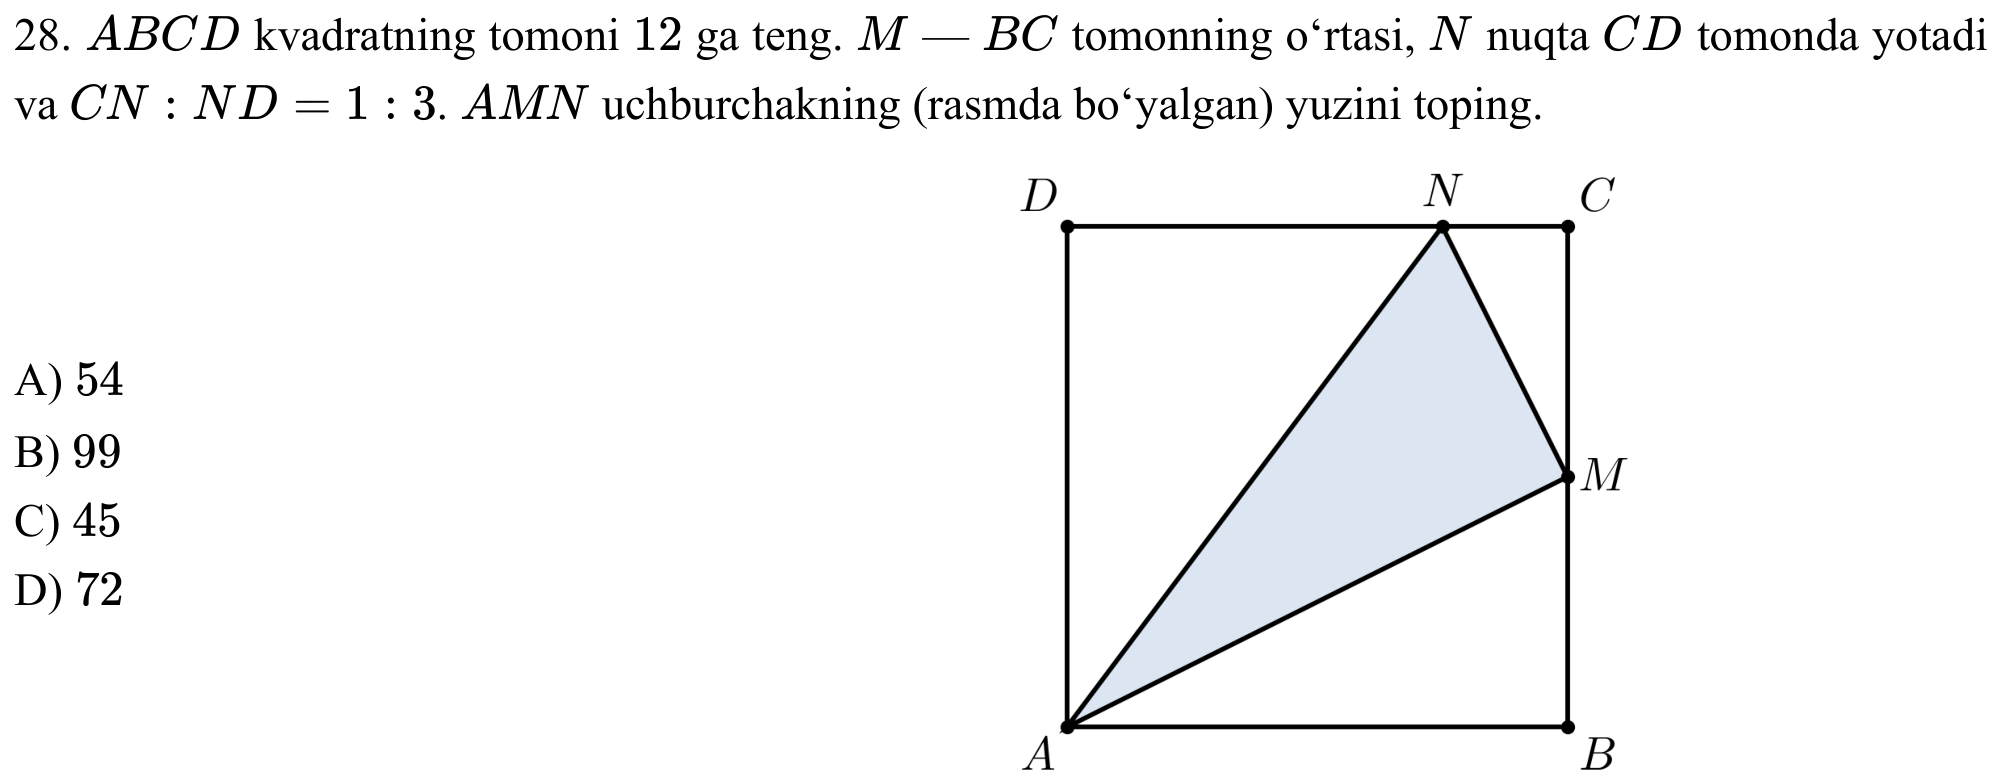 28. ABCD kvadratning tomoni 12 ga teng. M — BC tomonning o‘rtasi, N nuqta CD tomonda yotadi
va CN : ND = 1 : 3. AMN uchburchakning (rasmda bo‘yalgan) yuzini toping.
D
N
C
A) 54
B) 99
M
C) 45
D) 72
A
B